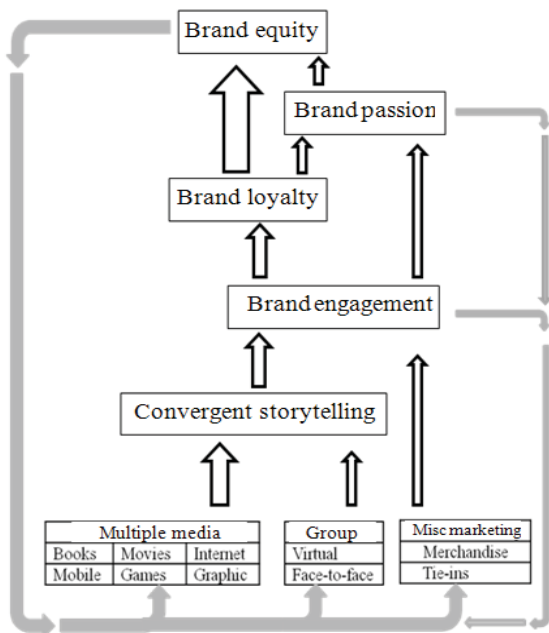 Brand equity
Brand passion
Brand loyalty
Brand engagement
Convergent storytelling
Multiple media
Books Movies Internet
Mobile Games Graphic
Group
Virtual
Face-to-face
Misc marketing
Merchandise
Tie-ins